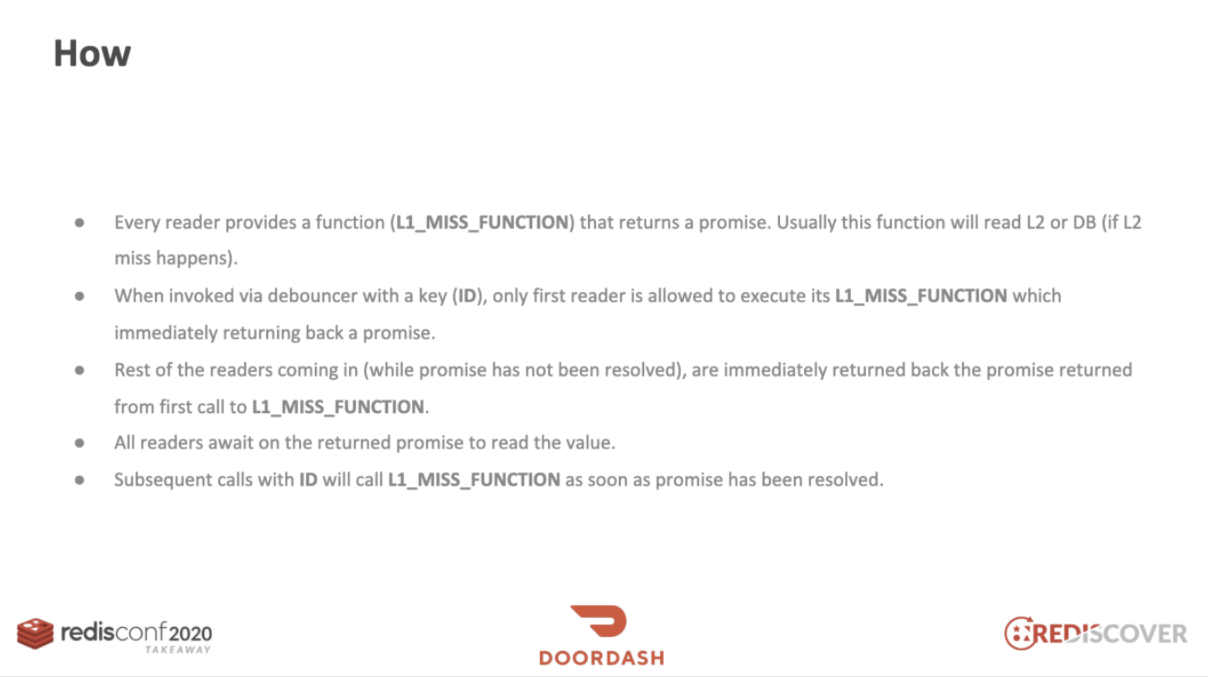 How
● Every reader provides a function (L1_MISS_FUNCTION) that returns a promise. Usually this function will read L2 or DB (if L2
miss happens).
● When invoked via debouncer with a key (ID), only first reader is allowed to execute its L1_MISS_FUNCTION which
immediately returning back a promise.
● Rest of the readers coming in (while promise has not been resolved), are immediately returned back the promise returned
from first call to L1_MISS_FUNCTION.
● All readers await on the returned promise to read the value.
● Subsequent calls with ID will call L1_MISS_FUNCTION as soon as promise has been resolved.
redisconf 2020
TAKEAWAY
DOORDASH
REDISCOVER